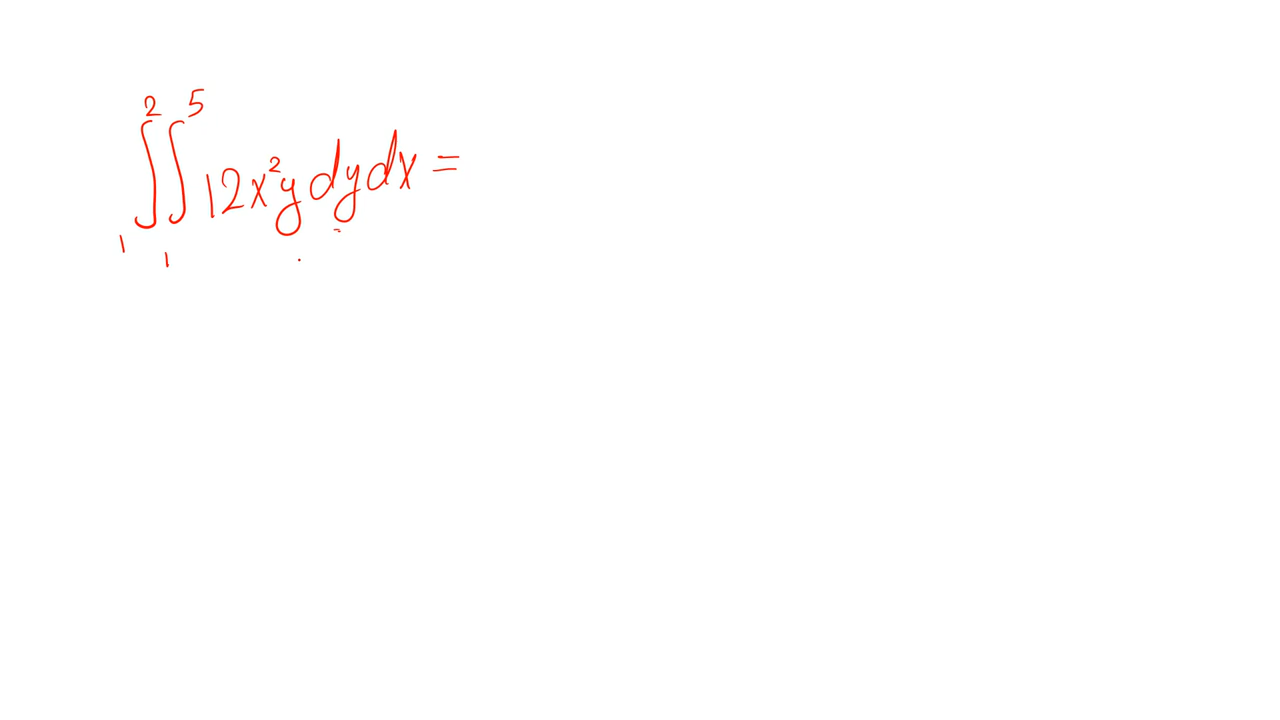 ∫₁² ∫₁⁵ 12x²y dy dx =